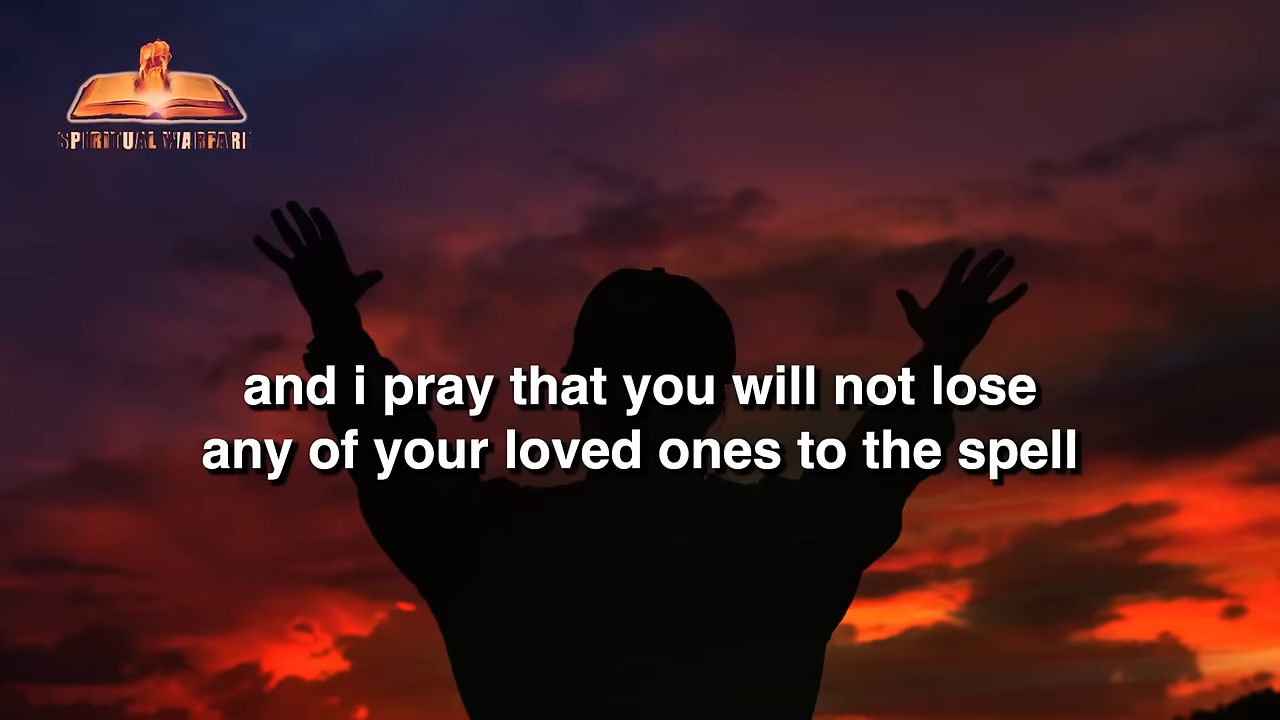 SPIRITUAL WARFARE
and i pray that you will not lose
any of your loved ones to the spell